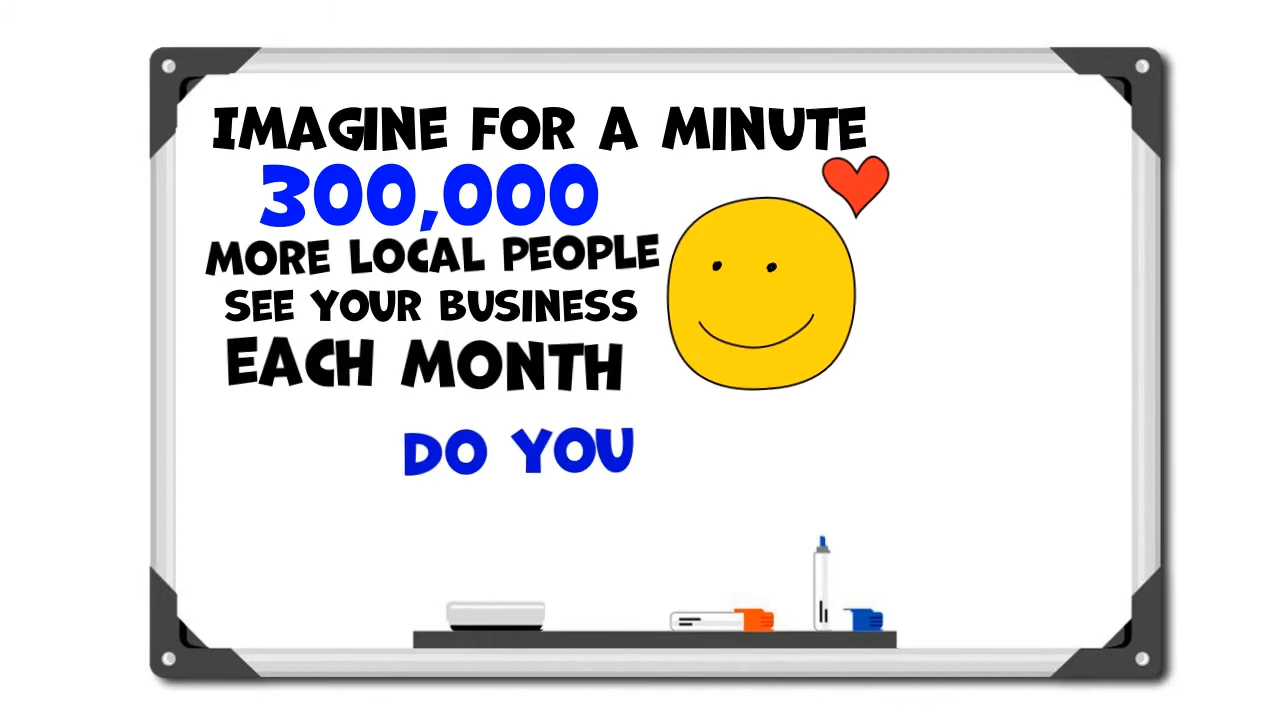 IMAGINE FOR A MINUTE
300,000
MORE LOCAL PEOPLE
SEE YOUR BUSINESS
EACH MONTH
DO YOU